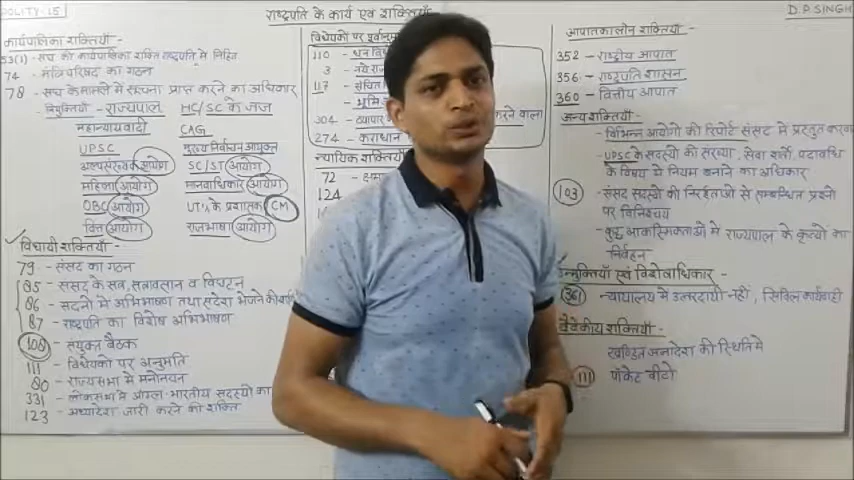 POLITY-15
राष्ट्रपति के कार्य एवं शक्तियाँ
D.P SINGH
कार्यपालिका शक्तियाँ
53(1) - संघ की कार्यपालिका शक्ति राष्ट्रपति में निहित
74 - मंत्रिपरिषद का गठन
78 - संघ के मामले में सूचना प्राप्त करने का अधिकार
- नियुक्तियाँ - राज्यपाल HC/SC के जज
महान्यायवादी CAG
UPSC मुख्य निर्वाचन आयुक्त
अल्पसंख्यक आयोग SC/ST आयोग
महिला आयोग मानवाधिकार आयोग
OBC आयोग UT's के प्रशासक CM
वित्त आयोग राजभाषा आयोग
विधायी शक्तियाँ :-
79 - संसद का गठन
85 - संसद के सत्र, सत्रावसान व विघटन
86 - सदनों में अभिभाषण तथा संदेश भेजने की
87 - राष्ट्रपति का विशेष अभिभाषण
108 - संयुक्त बैठक
111 - विधेयकों पर अनुमति
80 - राज्यसभा में मनोनयन
331 - लोकसभा में आंग्ल-भारतीय सदस्यों का
123 - अध्यादेश जारी करने की शक्ति
विधेयकों पर
110 - धन
3 - नये
117 - संचित
- भूमि
304 - व्यापार करने वाला
274 - कराधान
न्यायिक शक्तियाँ
72 -
124
आपातकालीन शक्तियाँ -
352 - राष्ट्रीय आपात
356 - राष्ट्रपति शासन
360 - वित्तीय आपात
अन्य शक्तियाँ -
- विभिन्न आयोगों की रिपोर्ट संसद में प्रस्तुत करवाना
- UPSC के सदस्यों की संख्या, सेवा शर्तों, पदावधि
के विषय में नियम बनाने का अधिकार
103 - संसद सदस्यों की निरर्हताओं से सम्बन्धित प्रश्नों
पर विनिश्चय
- कुछ आकस्मिकताओं में राज्यपाल के कृत्यों का
निर्वहन
उन्मुक्तियाँ एवं विशेषाधिकार -
361 - न्यायालय में उत्तरदायी नहीं, सिविल कार्यवाही
विवेकीय शक्तियाँ -
खण्डित जनादेश की स्थिति में
111 पॉकेट वीटो